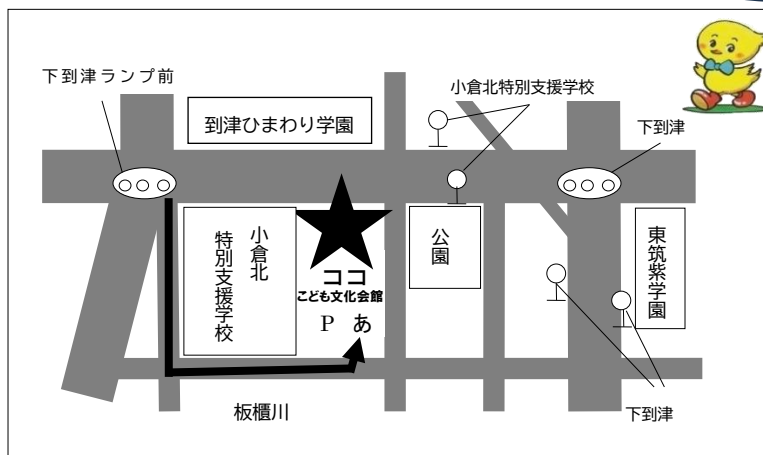 下到津ランプ前
小倉北特別支援学校
到津ひまわり学園
下到津
小倉北
特別支援学校
公園
東筑紫学園
ココ
こども文化会館
P あ
下到津
板櫃川